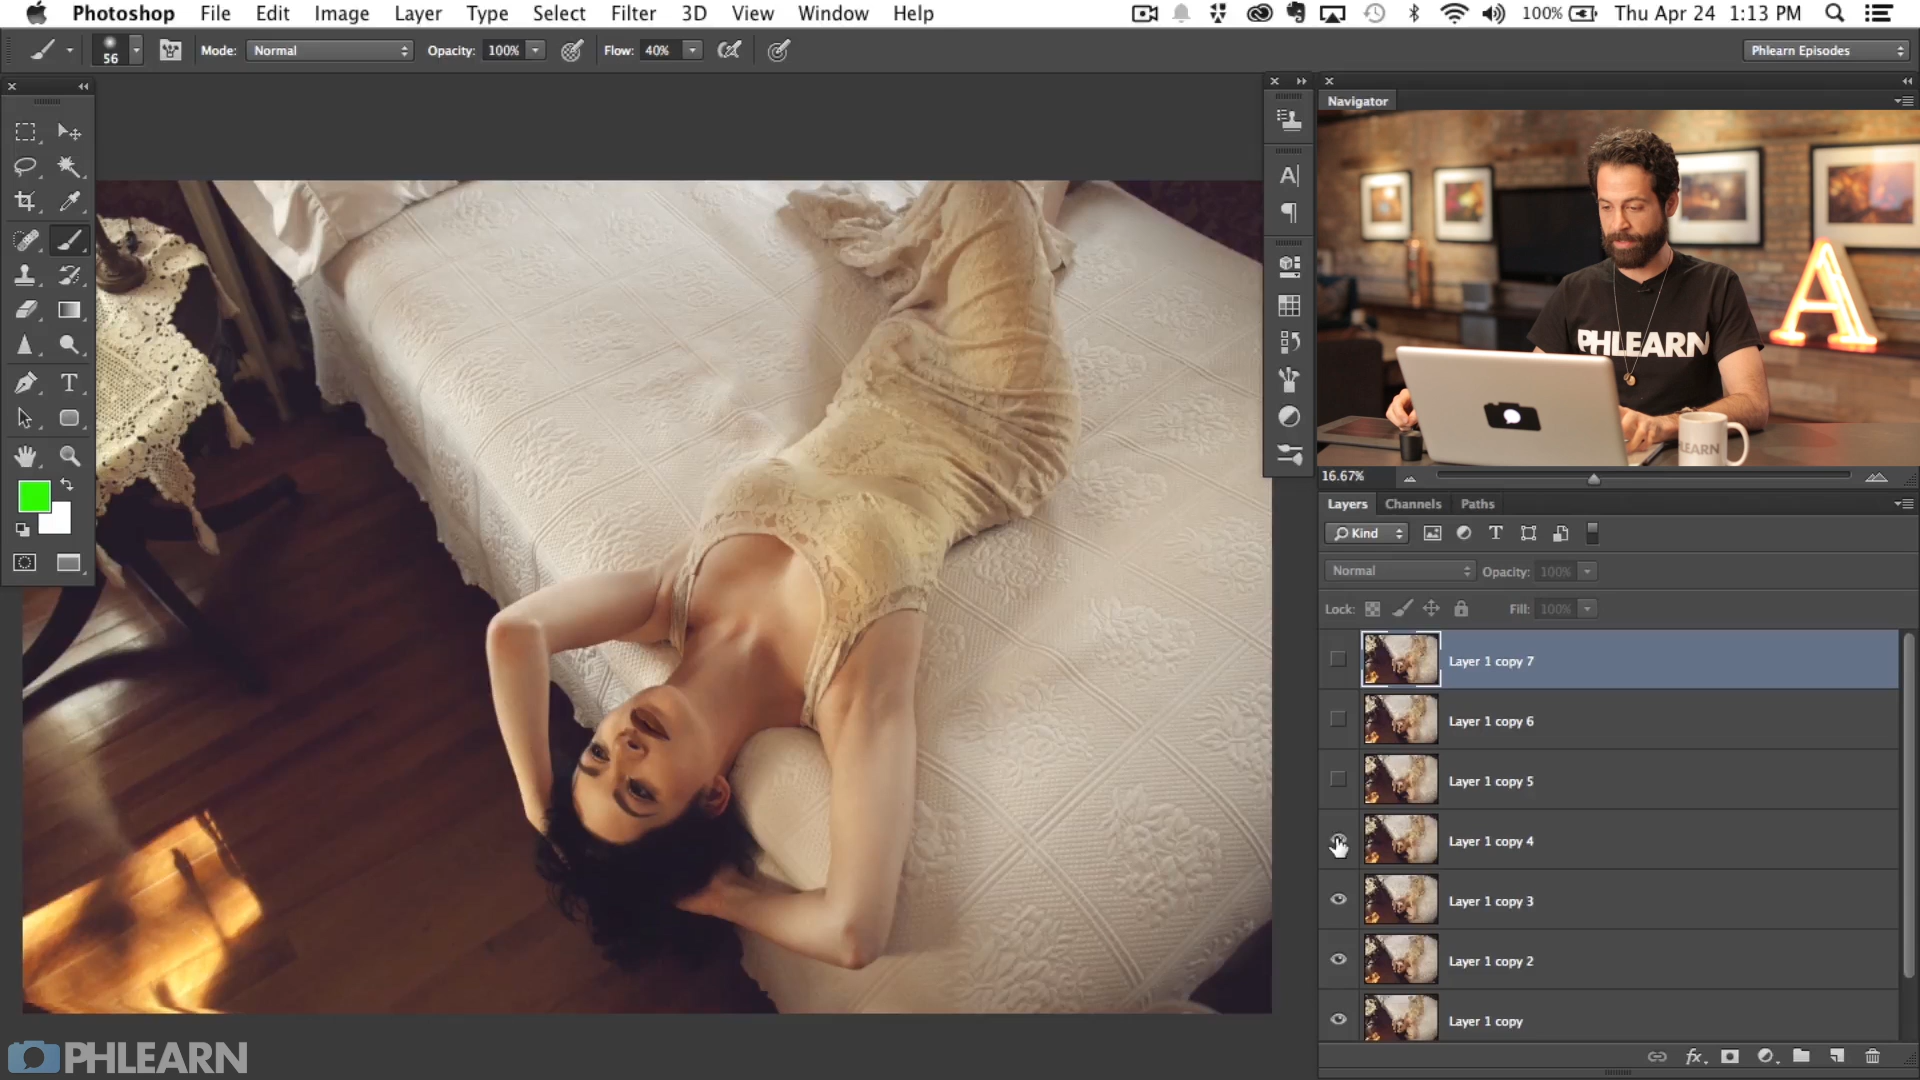 Photoshop File Edit Image Layer Type Select Filter 3D View Window Help 100% Thu Apr 24 1:13 PM
56 Mode: Normal Opacity: 100% Flow: 40% Phlearn Episodes
Navigator
PHLEARN
16.67%
Layers Channels Paths
Kind
Normal Opacity: 100%
Lock: Fill: 100%
Layer 1 copy 7
Layer 1 copy 6
Layer 1 copy 5
Layer 1 copy 4
Layer 1 copy 3
Layer 1 copy 2
Layer 1 copy
PHLEARN